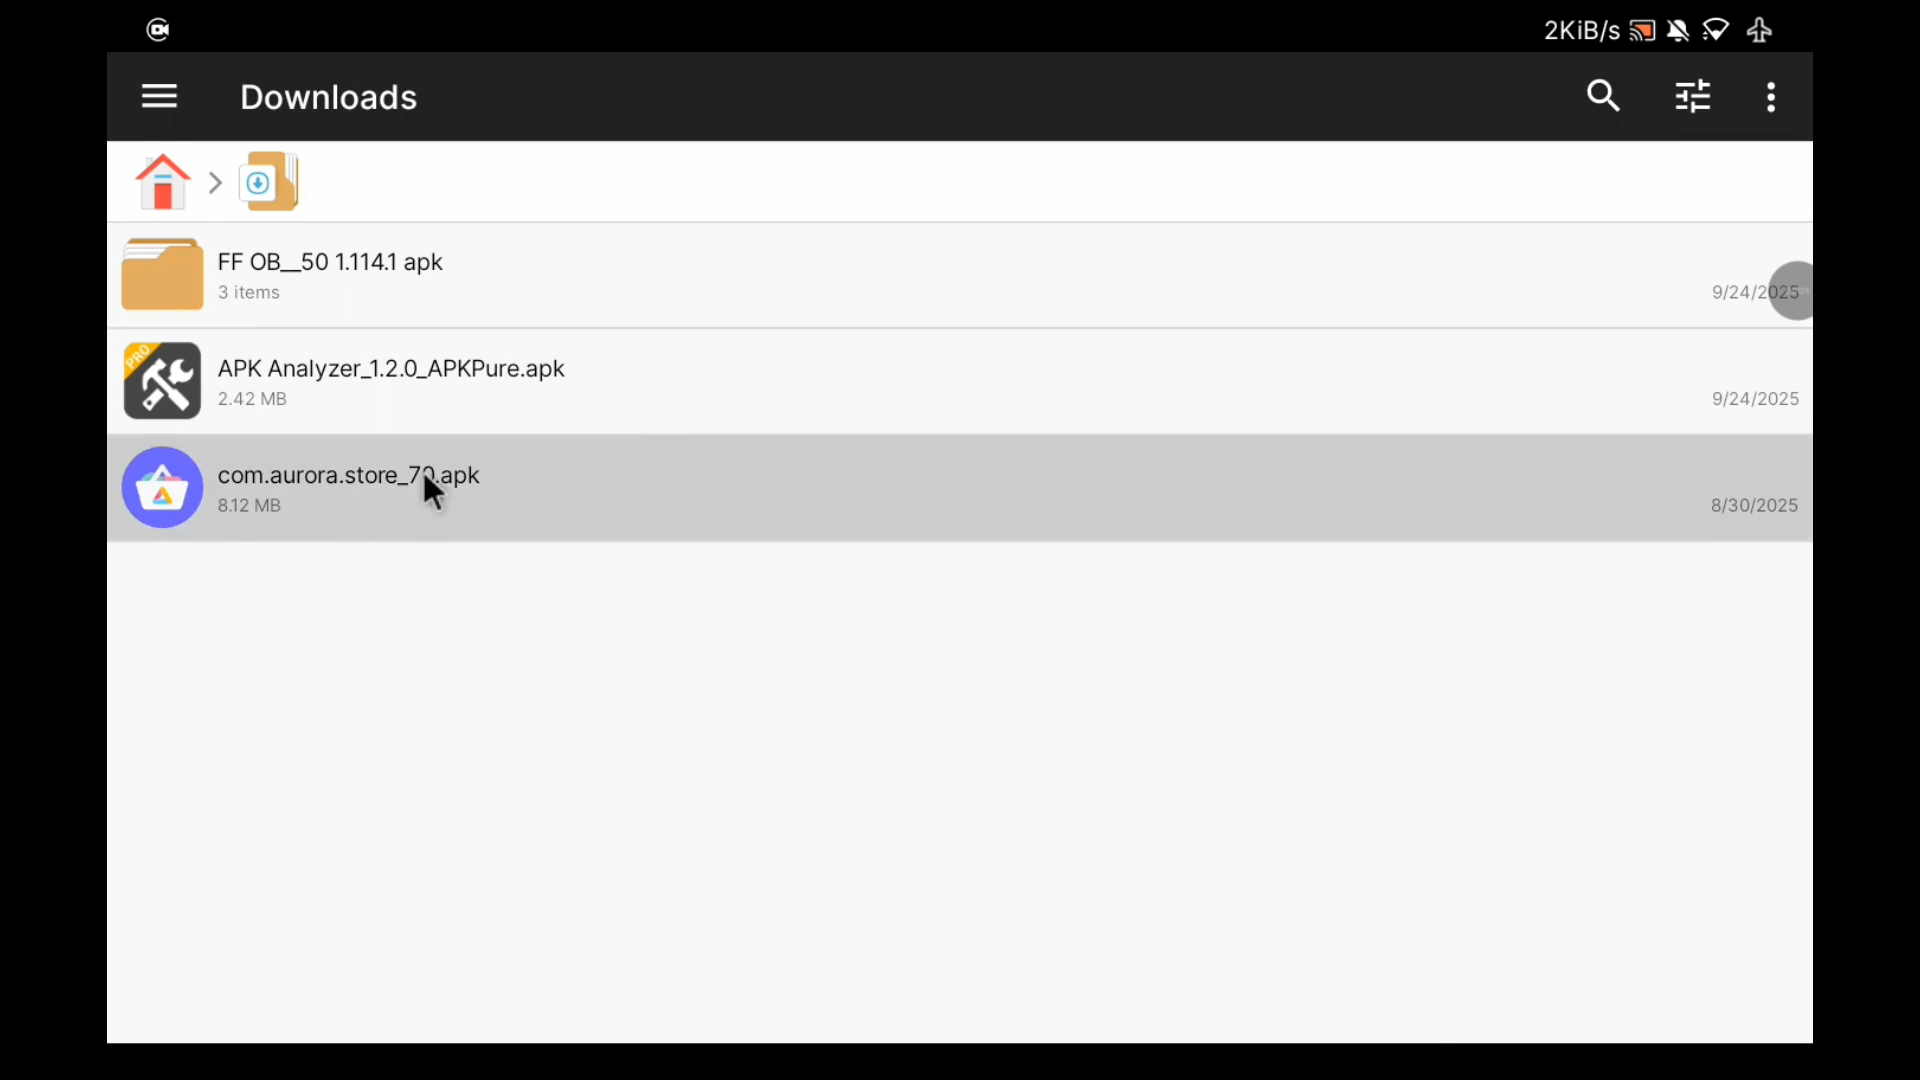 2KiB/s
Downloads
FF OB__50 1.114.1 apk
3 items
9/24/2025
PRO
APK Analyzer_1.2.0_APKPure.apk
2.42 MB
9/24/2025
com.aurora.store_70.apk
8.12 MB
8/30/2025